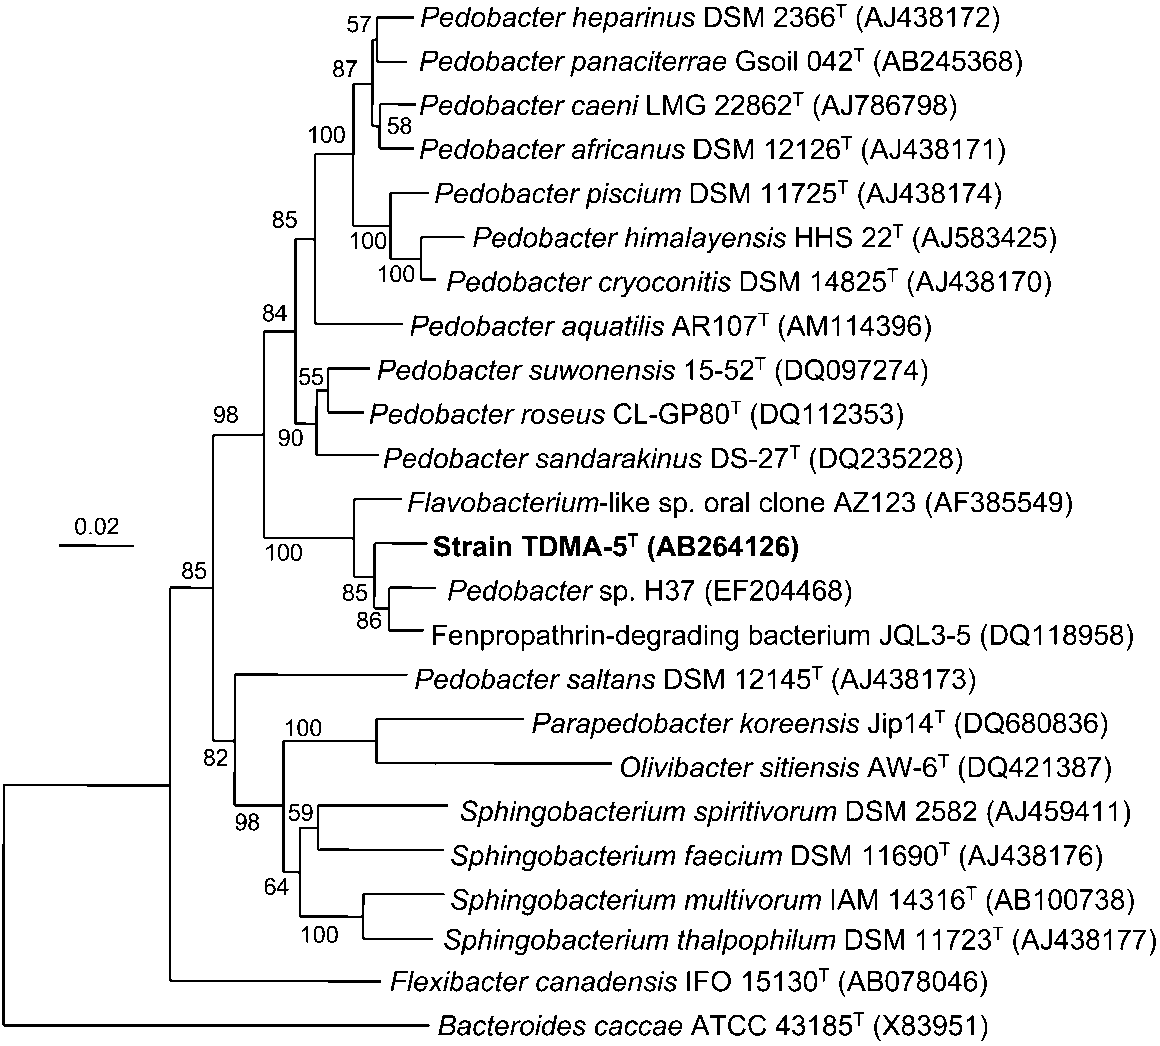 57
Pedobacter heparinus DSM 2366T (AJ438172)
Pedobacter panaciterrae Gsoil 042T (AB245368)
87
Pedobacter caeni LMG 22862T (AJ786798)
58
100
Pedobacter africanus DSM 12126T (AJ438171)
Pedobacter piscium DSM 11725T (AJ438174)
85
100
Pedobacter himalayensis HHS 22T (AJ583425)
100
Pedobacter cryoconitis DSM 14825T (AJ438170)
84
Pedobacter aquatilis AR107T (AM114396)
55
Pedobacter suwonensis 15-52T (DQ097274)
98
Pedobacter roseus CL-GP80T (DQ112353)
90
Pedobacter sandarakinus DS-27T (DQ235228)
Flavobacterium-like sp. oral clone AZ123 (AF385549)
0.02
100
Strain TDMA-5T (AB264126)
85
85
Pedobacter sp. H37 (EF204468)
86
Fenpropathrin-degrading bacterium JQL3-5 (DQ118958)
Pedobacter saltans DSM 12145T (AJ438173)
100
Parapedobacter koreensis Jip14T (DQ680836)
82
Olivibacter sitiensis AW-6T (DQ421387)
98
59
Sphingobacterium spiritivorum DSM 2582 (AJ459411)
Sphingobacterium faecium DSM 11690T (AJ438176)
64
Sphingobacterium multivorum IAM 14316T (AB100738)
100
Sphingobacterium thalpophilum DSM 11723T (AJ438177)
Flexibacter canadensis IFO 15130T (AB078046)
Bacteroides caccae ATCC 43185T (X83951)